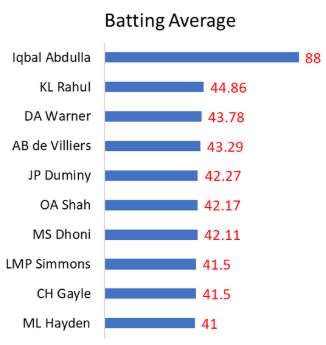 Batting Average
Iqbal Abdulla 88
KL Rahul 44.86
DA Warner 43.78
AB de Villiers 43.29
JP Duminy 42.27
OA Shah 42.17
MS Dhoni 42.11
LMP Simmons 41.5
CH Gayle 41.5
ML Hayden 41